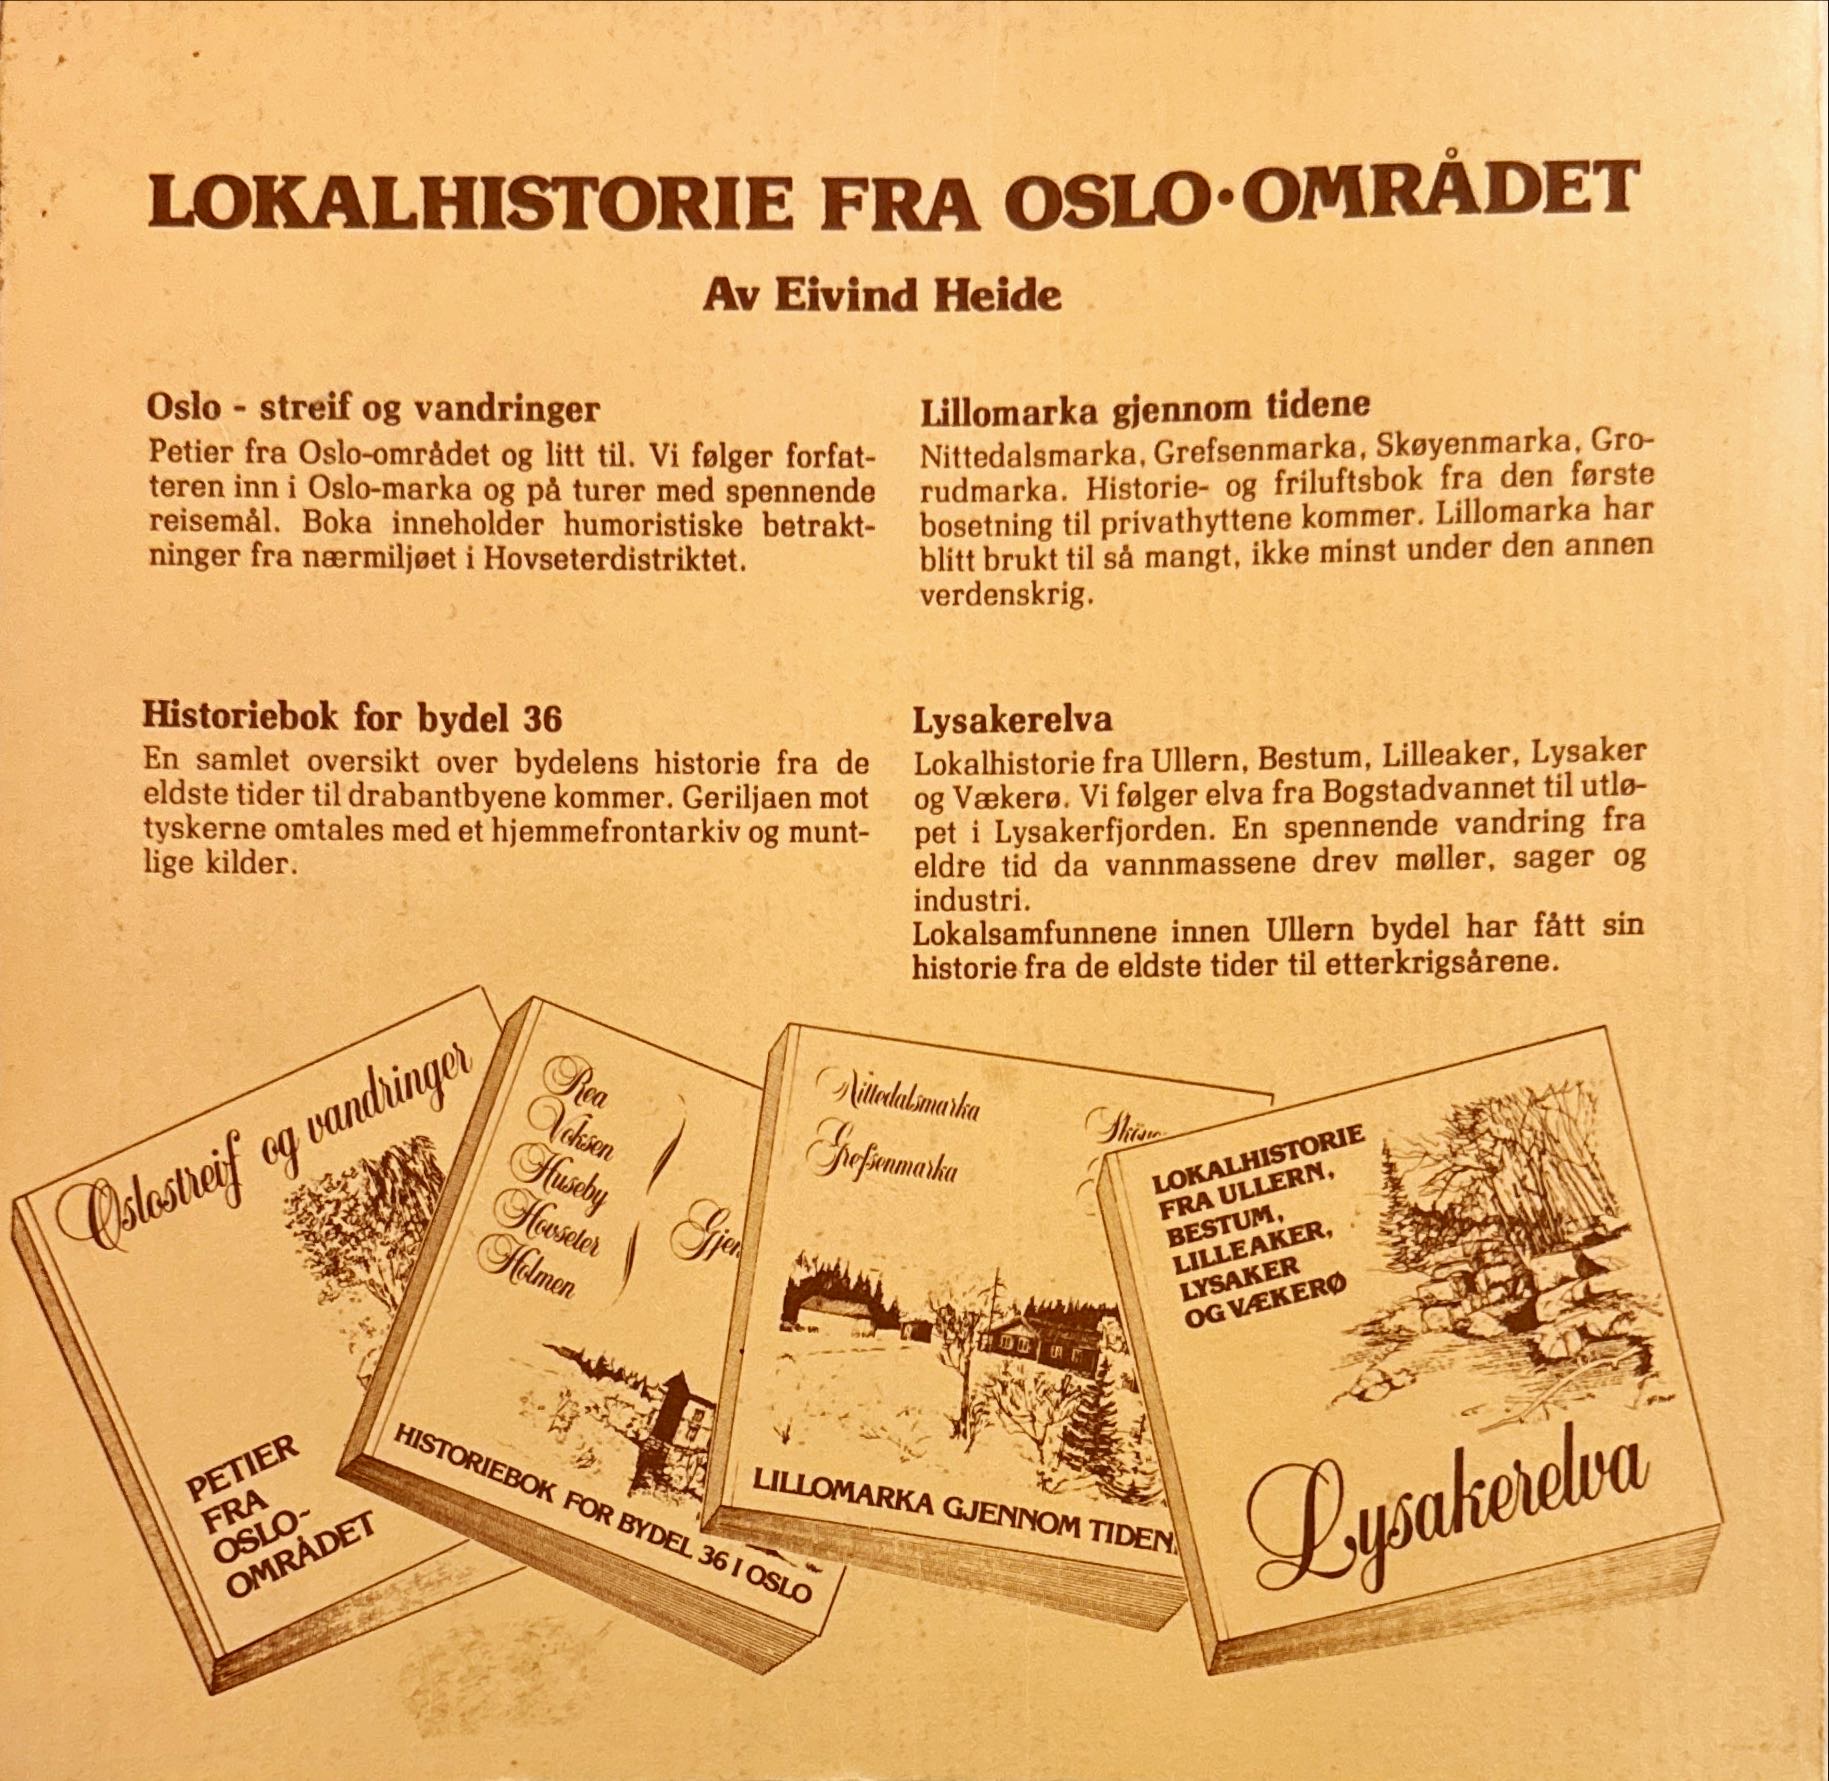 LOKALHISTORIE FRA OSLO·OMRÅDET
Av Eivind Heide
Oslo - streif og vandringer
Petier fra Oslo-området og litt til. Vi følger forfat-
teren inn i Oslo-marka og på turer med spennende
reisemål. Boka inneholder humoristiske betrakt-
ninger fra nærmiljøet i Hovseterdistriktet.
Lillomarka gjennom tidene
Nittedalsmarka, Grefsenmarka, Skøyenmarka, Gro-
rudmarka. Historie- og friluftsbok fra den første
bosetning til privathyttene kommer. Lillomarka har
blitt brukt til så mangt, ikke minst under den annen
verdenskrig.
Historiebok for bydel 36
En samlet oversikt over bydelens historie fra de
eldste tider til drabantbyene kommer. Geriljaen mot
tyskerne omtales med et hjemmefrontarkiv og munt-
lige kilder.
Lysakerelva
Lokalhistorie fra Ullern, Bestum, Lilleaker, Lysaker
og Vækerø. Vi følger elva fra Bogstadvannet til utlø-
pet i Lysakerfjorden. En spennende vandring fra
eldre tid da vannmassene drev møller, sager og
industri.
Lokalsamfunnene innen Ullern bydel har fått sin
historie fra de eldste tider til etterkrigsårene.
Oslostreif og vandringer
PETIER
FRA
OSLO-
OMRÅDET
Røa
Voksen
Huseby
Hovseter
Holmen
Gjen
HISTORIEBOK FOR BYDEL 36 I OSLO
Nittedalsmarka
Grefsenmarka
LILLOMARKA GJENNOM TIDEN
LOKALHISTORIE
FRA ULLERN,
BESTUM,
LILLEAKER,
LYSAKER
OG VÆKERØ
Lysakerelva